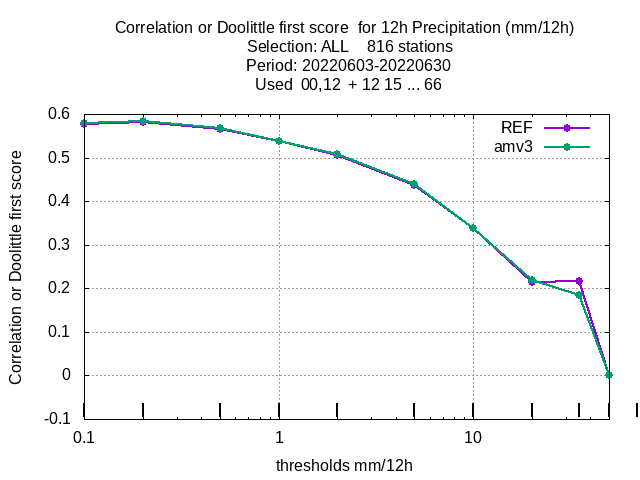 Correlation or Doolittle first score  for 12h Precipitation (mm/12h)
Selection: ALL    816 stations
Period: 20220603-20220630
Used  00,12  + 12 15 ... 66
REF
amv3
0.6
0.5
0.4
0.3
0.2
0.1
0
-0.1
Correlation or Doolittle first score
0.1 1 10
thresholds mm/12h